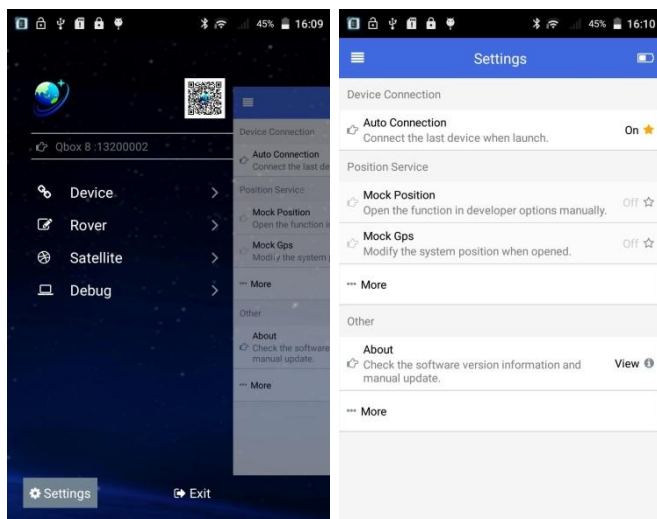 45% 16:09
Qbox 8 :13200002
Device
Rover
Satellite
Debug
Settings
Exit
Device Connection
Auto Connection
Connect the last de
Position Service
Mock Position
Open the function i
Mock Gps
Modify the system
More
Other
About
Check the software
manual update.
More
45% 16:10
Settings
Device Connection
Auto Connection
Connect the last device when launch.
On
Position Service
Mock Position
Open the function in developer options manually.
Off
Mock Gps
Modify the system position when opened.
Off
More
Other
About
Check the software version information and
manual update.
View
More